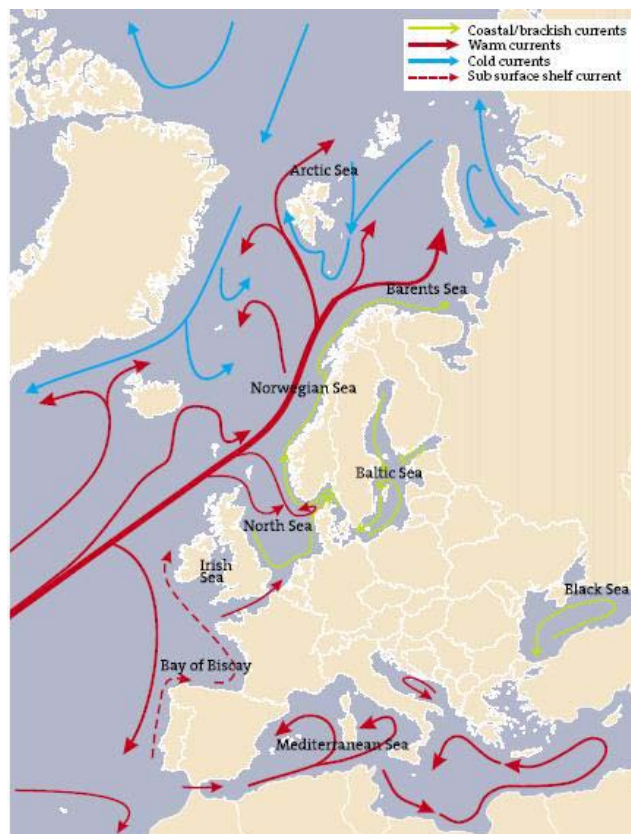 Coastal/brackish currents
Warm currents
Cold currents
Sub surface shelf current
Arctic Sea
Barents Sea
Norwegian Sea
Baltic Sea
North Sea
Irish
Sea
Black Sea
Bay of Biscay
Mediterranean Sea